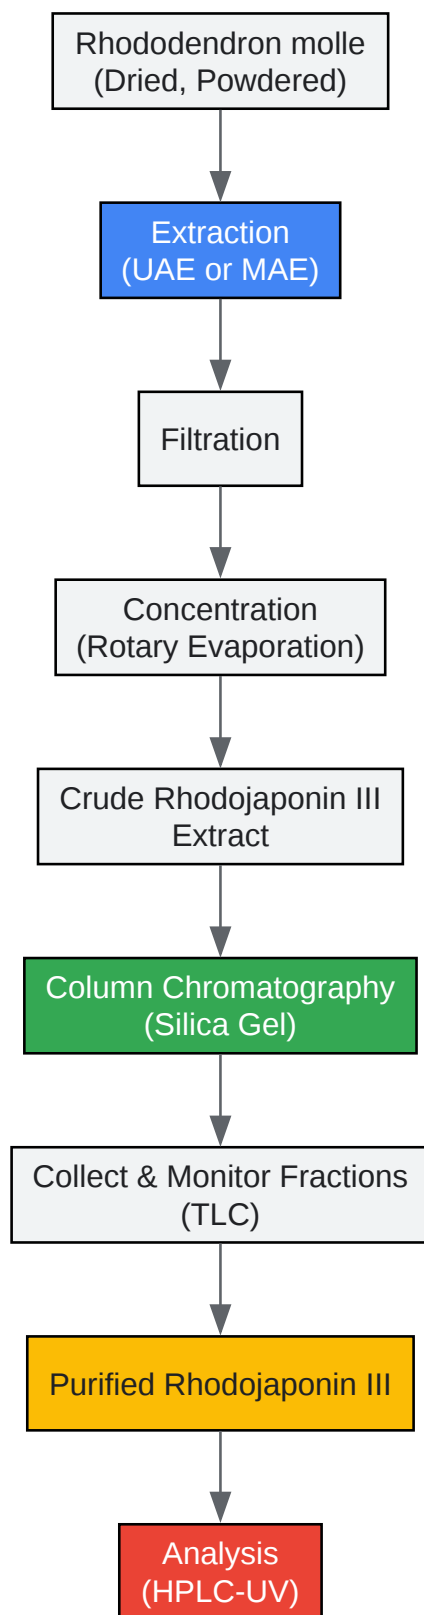 Rhododendron molle
(Dried, Powdered)
Extraction
(UAE or MAE)
Filtration
Concentration
(Rotary Evaporation)
Crude Rhodojaponin III
Extract
Column Chromatography
(Silica Gel)
Collect & Monitor Fractions
(TLC)
Purified Rhodojaponin III
Analysis
(HPLC-UV)